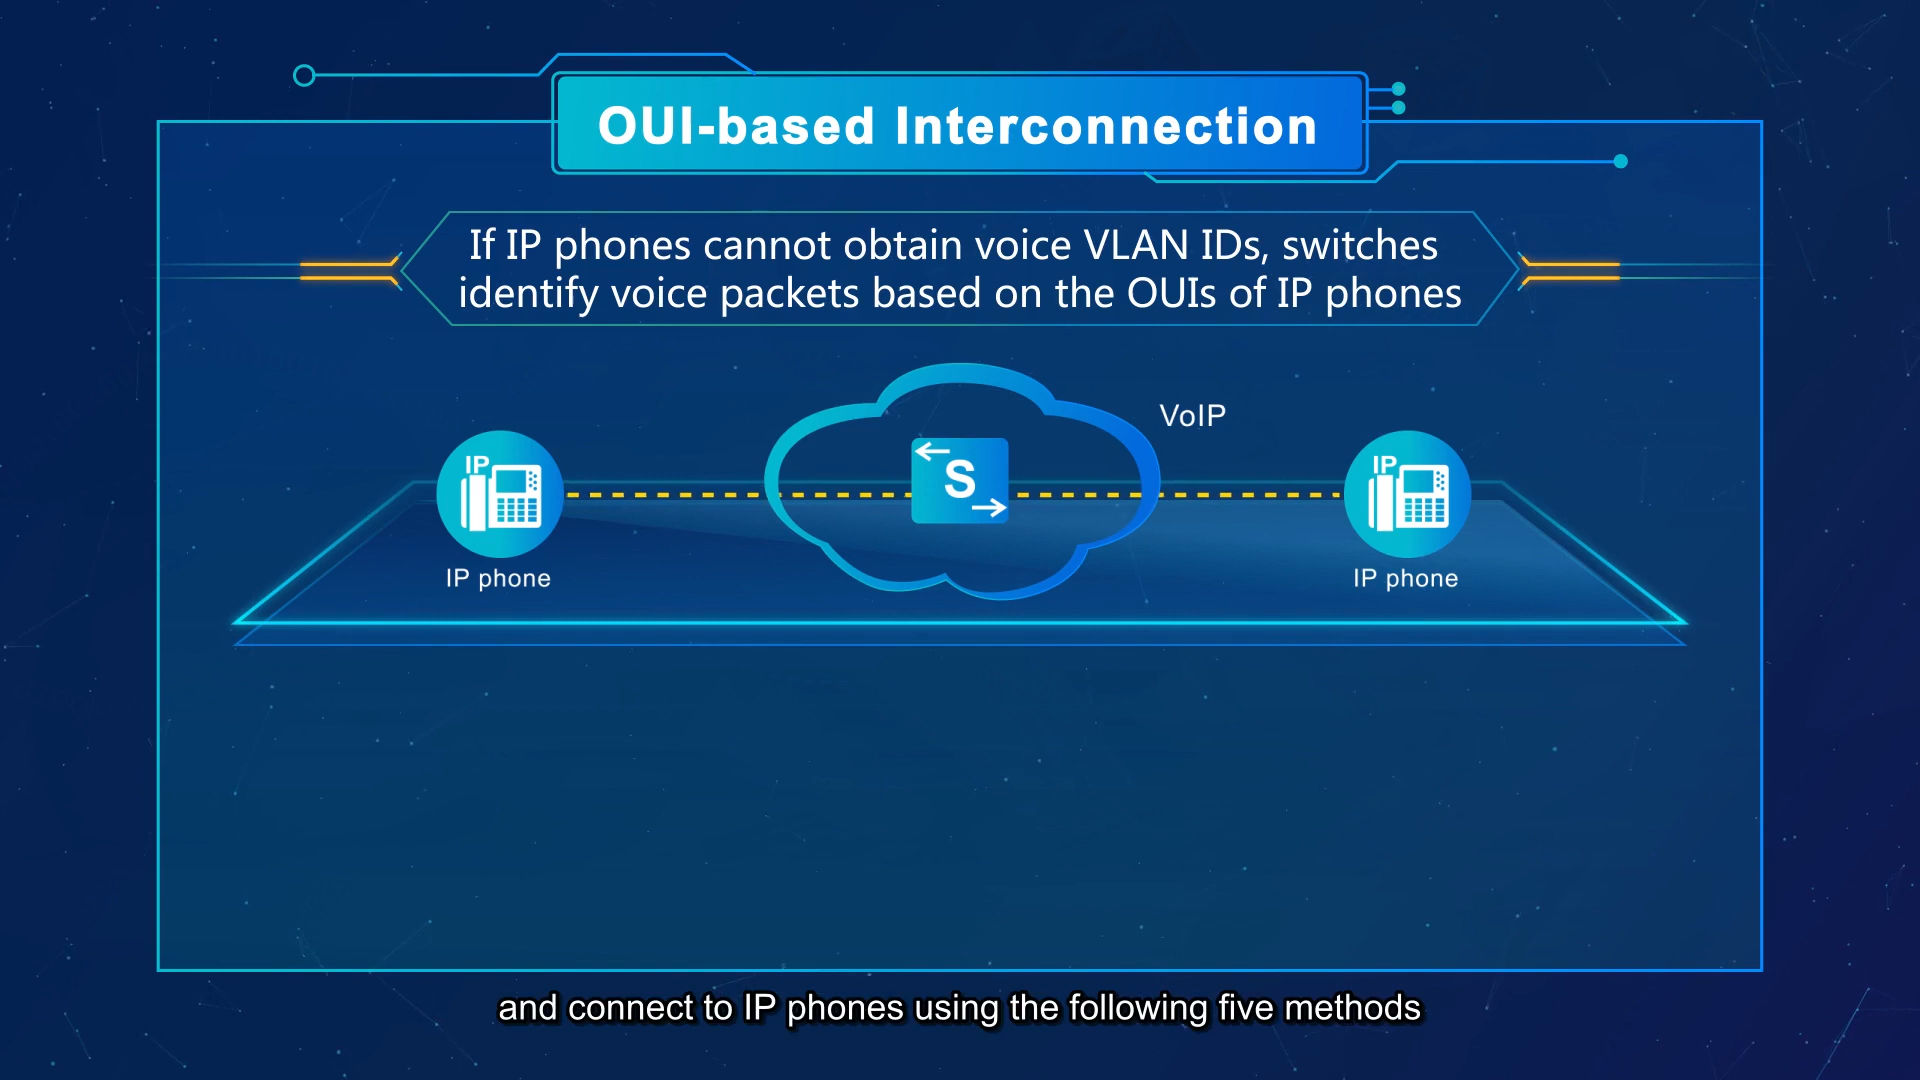 OUI-based Interconnection
If IP phones cannot obtain voice VLAN IDs, switches
identify voice packets based on the OUIs of IP phones
VoIP
IP
S
IP
IP phone
IP phone
and connect to IP phones using the following five methods